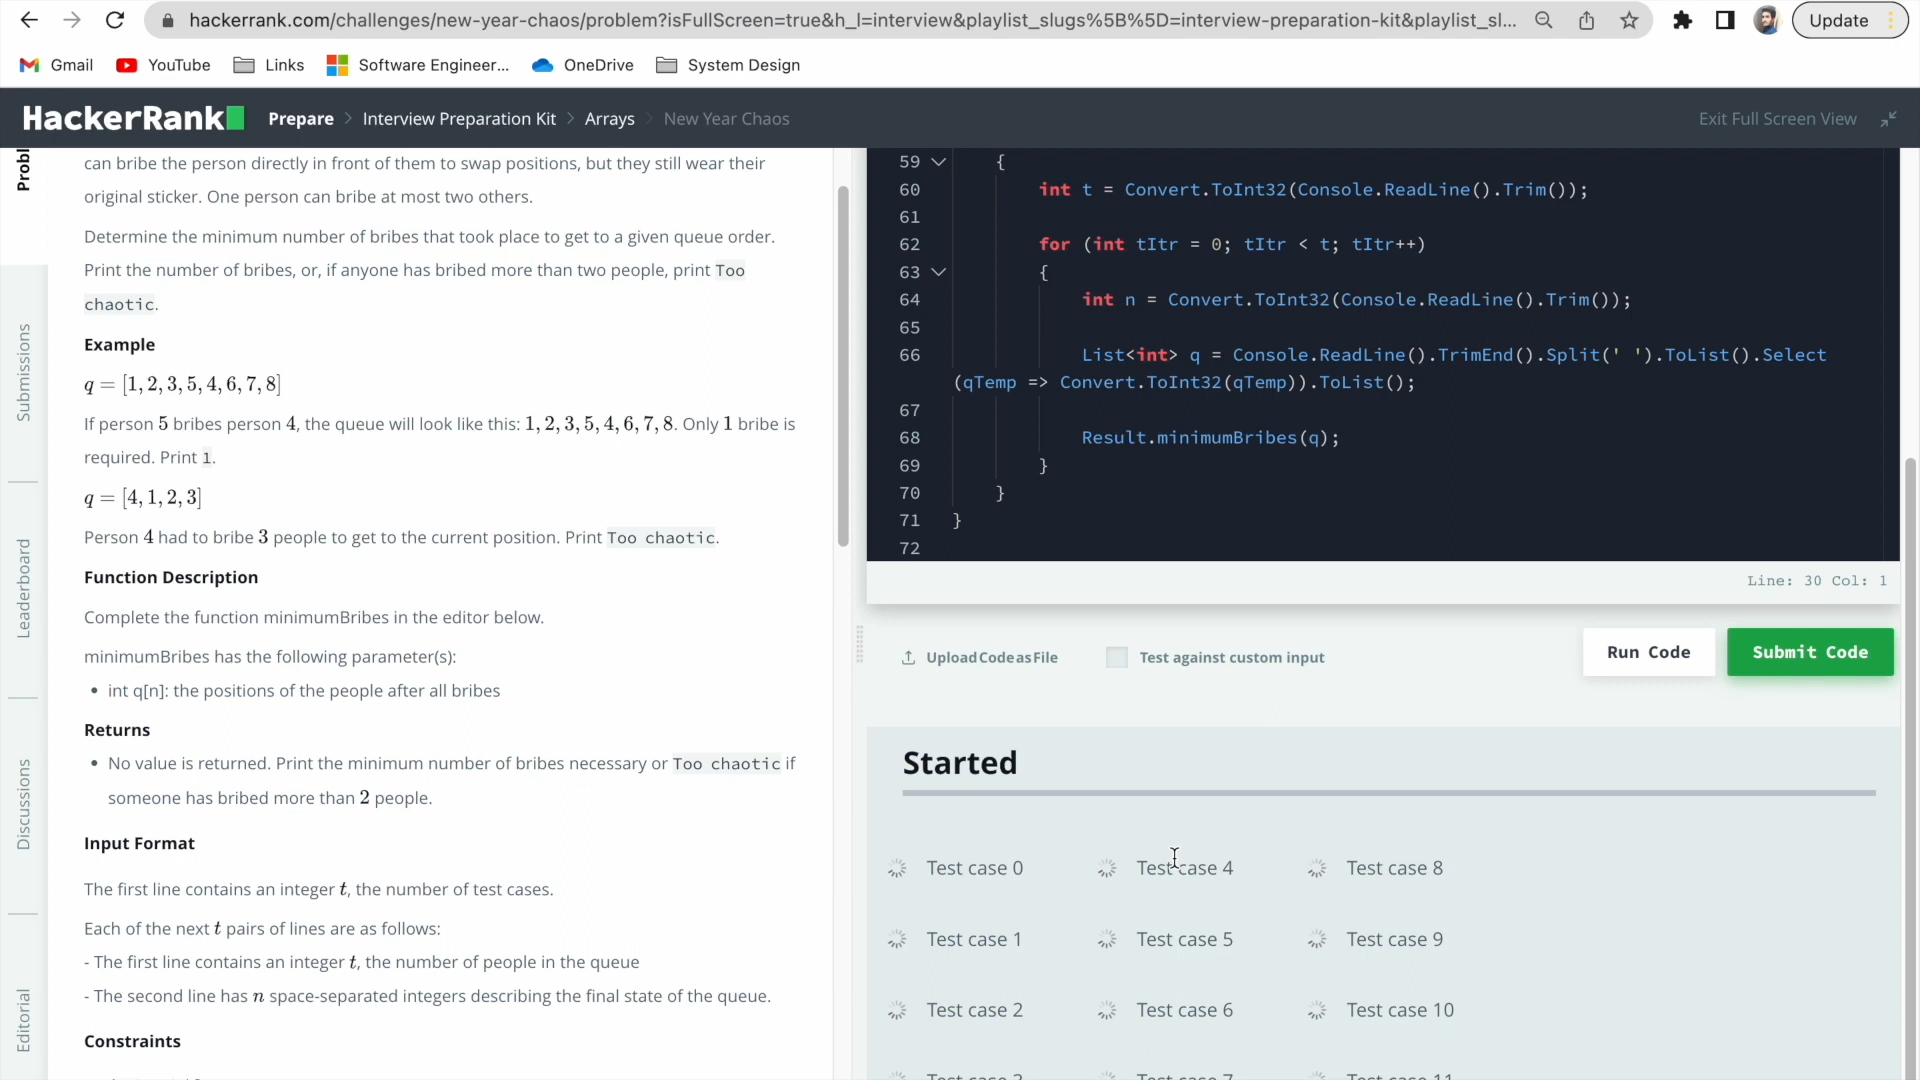 hackerrank.com/challenges/new-year-chaos/problem?isFullScreen=true&h_l=interview&playlist_slugs%5B%5D=interview-preparation-kit&playlist_sl...
Update
Gmail
YouTube
Links
Software Engineer...
OneDrive
System Design
HackerRank
Prepare > Interview Preparation Kit > Arrays > New Year Chaos
Exit Full Screen View
Probl
Submissions
Leaderboard
Discussions
Editorial
can bribe the person directly in front of them to swap positions, but they still wear their
original sticker. One person can bribe at most two others.
Determine the minimum number of bribes that took place to get to a given queue order.
Print the number of bribes, or, if anyone has bribed more than two people, print Too
chaotic.
Example
q = [1, 2, 3, 5, 4, 6, 7, 8]
If person 5 bribes person 4, the queue will look like this: 1, 2, 3, 5, 4, 6, 7, 8. Only 1 bribe is
required. Print 1.
q = [4, 1, 2, 3]
Person 4 had to bribe 3 people to get to the current position. Print Too chaotic.
Function Description
Complete the function minimumBribes in the editor below.
minimumBribes has the following parameter(s):
• int q[n]: the positions of the people after all bribes
Returns
• No value is returned. Print the minimum number of bribes necessary or Too chaotic if
someone has bribed more than 2 people.
Input Format
The first line contains an integer t, the number of test cases.
Each of the next t pairs of lines are as follows:
- The first line contains an integer t, the number of people in the queue
- The second line has n space-separated integers describing the final state of the queue.
Constraints
59 {
60 int t = Convert.ToInt32(Console.ReadLine().Trim());
61
62 for (int tItr = 0; tItr < t; tItr++)
63 {
64 int n = Convert.ToInt32(Console.ReadLine().Trim());
65
66 List<int> q = Console.ReadLine().TrimEnd().Split(' ').ToList().Select
(qTemp => Convert.ToInt32(qTemp)).ToList();
67
68 Result.minimumBribes(q);
69 }
70 }
71 }
72
Line: 30 Col: 1
Upload Code as File
Test against custom input
Run Code
Submit Code
Started
Test case 0
Test case 4
Test case 8
Test case 1
Test case 5
Test case 9
Test case 2
Test case 6
Test case 10
Test case 3
Test case 7
Test case 11